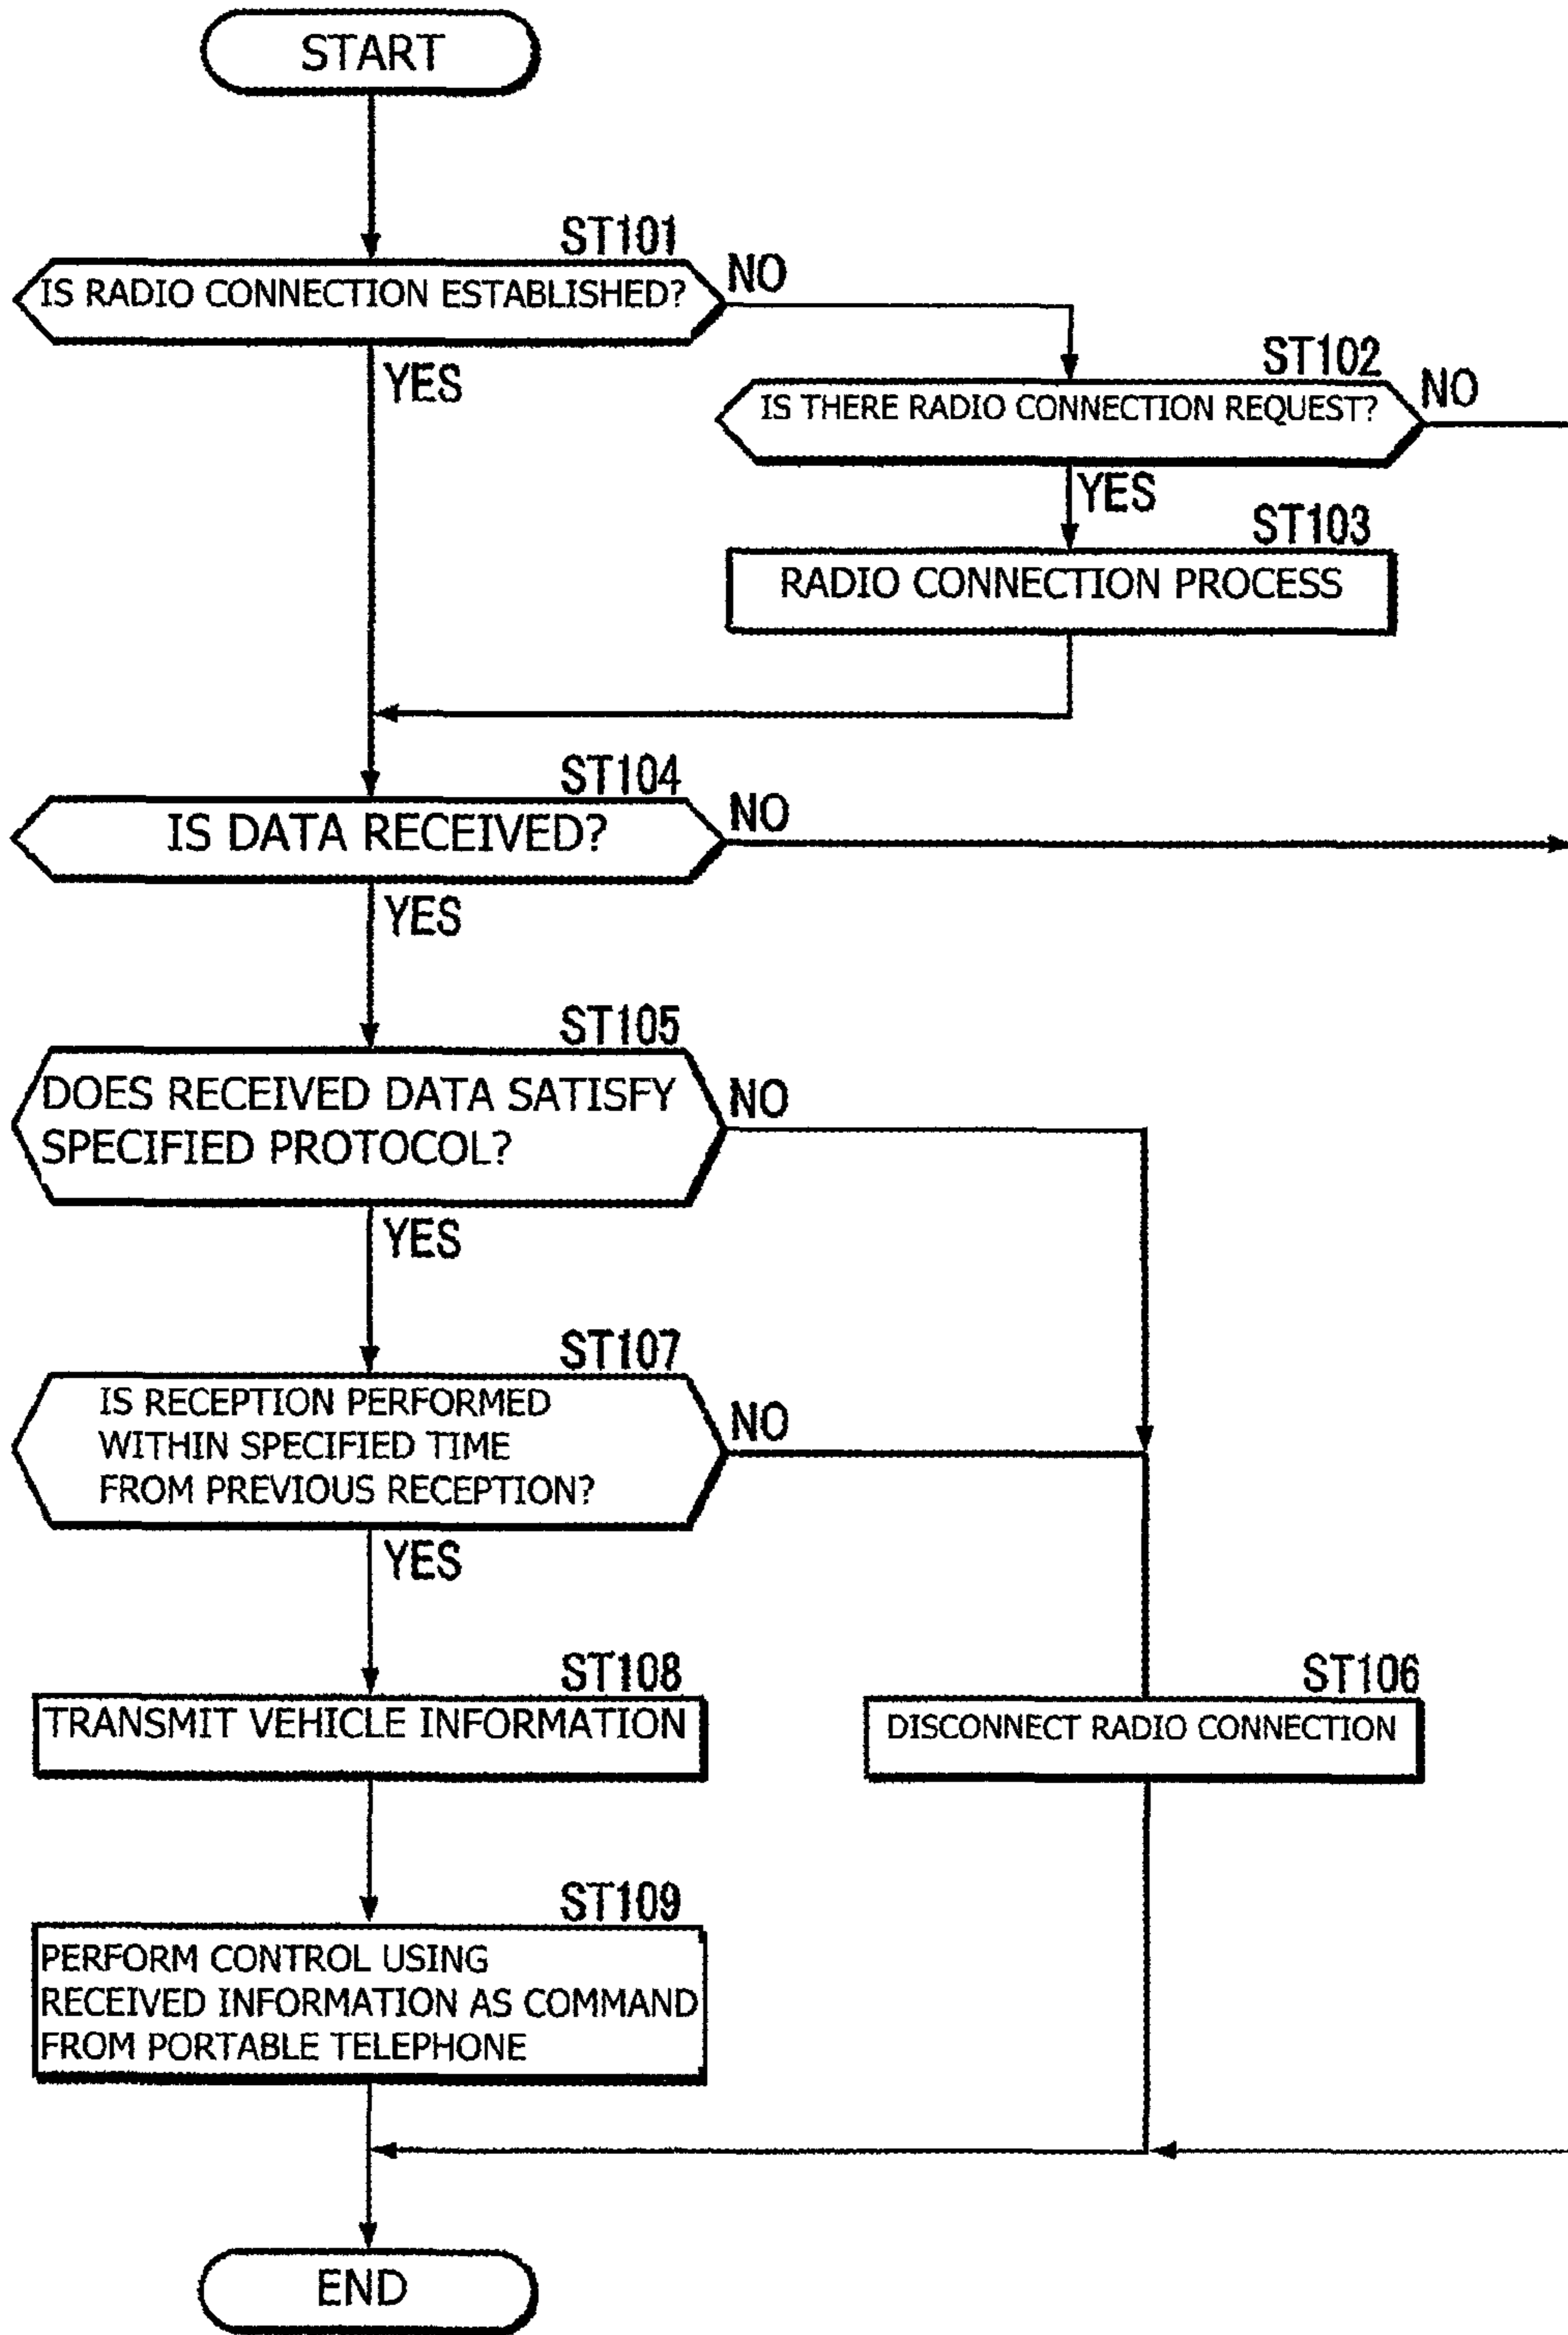 START
ST101
IS RADIO CONNECTION ESTABLISHED?
NO
YES
ST102
IS THERE RADIO CONNECTION REQUEST?
NO
YES
ST103
RADIO CONNECTION PROCESS
ST104
IS DATA RECEIVED?
NO
YES
ST105
DOES RECEIVED DATA SATISFY
SPECIFIED PROTOCOL?
NO
YES
ST107
IS RECEPTION PERFORMED
WITHIN SPECIFIED TIME
FROM PREVIOUS RECEPTION?
NO
YES
ST108
TRANSMIT VEHICLE INFORMATION
ST106
DISCONNECT RADIO CONNECTION
ST109
PERFORM CONTROL USING
RECEIVED INFORMATION AS COMMAND
FROM PORTABLE TELEPHONE
END